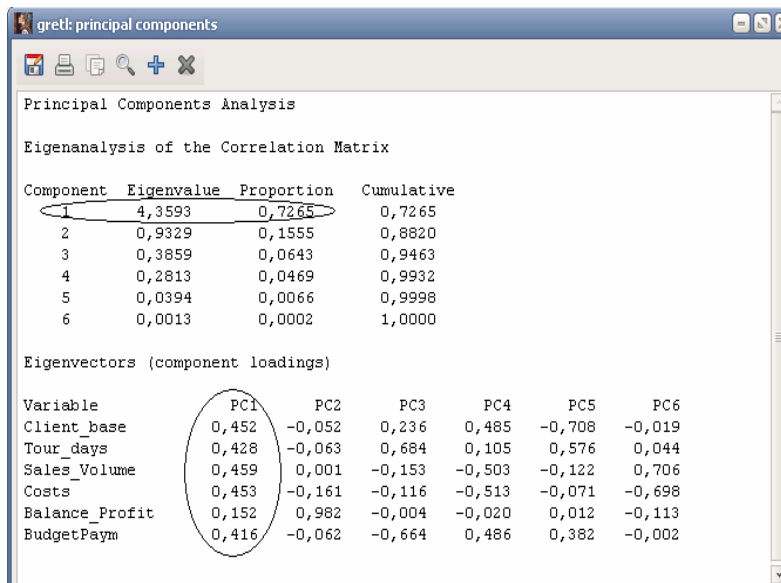 gretl: principal components
Principal Components Analysis
Eigenanalysis of the Correlation Matrix
Component Eigenvalue Proportion Cumulative
1 4,3593 0,7265 0,7265
2 0,9329 0,1555 0,8820
3 0,3859 0,0643 0,9463
4 0,2813 0,0469 0,9932
5 0,0394 0,0066 0,9998
6 0,0013 0,0002 1,0000
Eigenvectors (component loadings)
Variable PC1 PC2 PC3 PC4 PC5 PC6
Client_base 0,452 -0,052 0,236 0,485 -0,708 -0,019
Tour_days 0,428 -0,063 0,684 0,105 0,576 0,044
Sales_Volume 0,459 0,001 -0,153 -0,503 -0,122 0,706
Costs 0,453 -0,161 -0,116 -0,513 -0,071 -0,698
Balance_Profit 0,152 0,982 -0,004 -0,020 0,012 -0,113
BudgetPaym 0,416 -0,062 -0,664 0,486 0,382 -0,002